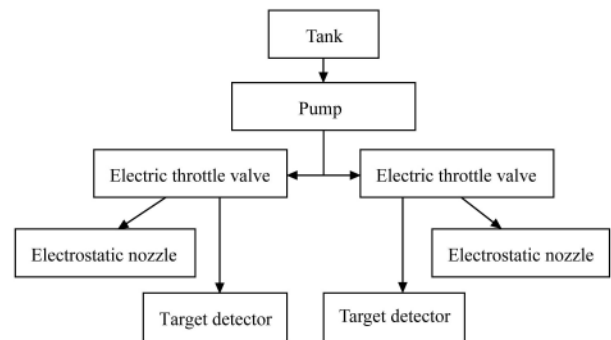 Tank
Pump
Electric throttle valve
Electric throttle valve
Electrostatic nozzle
Electrostatic nozzle
Target detector
Target detector